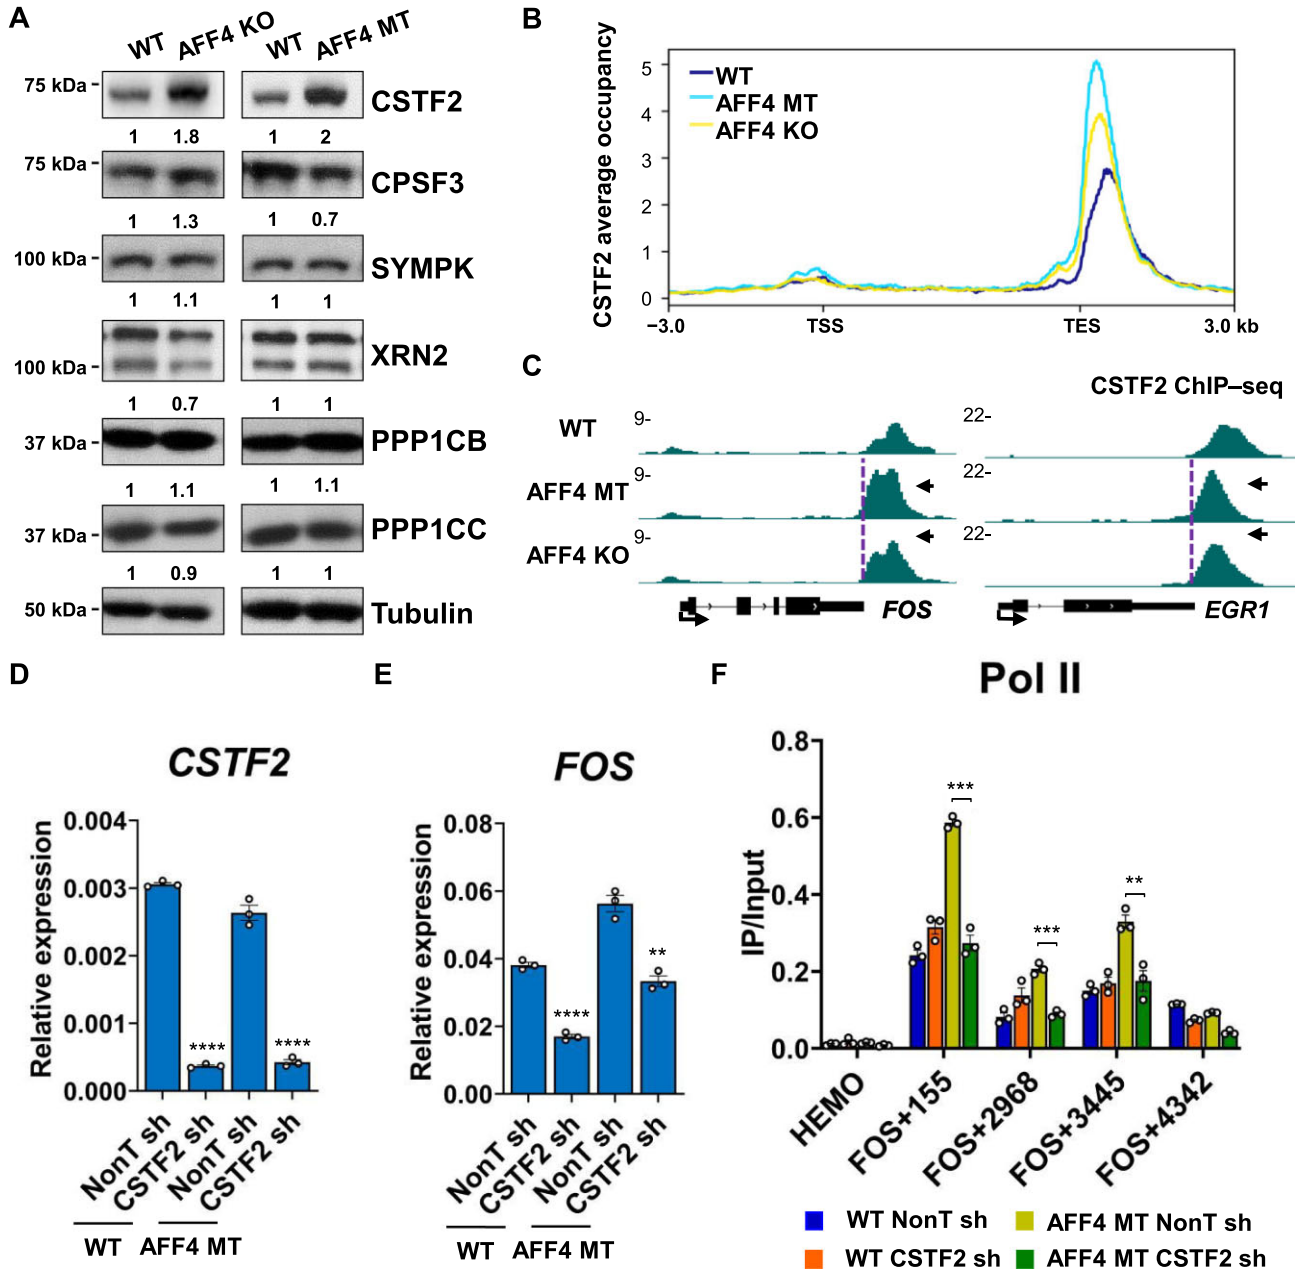 A
WT AFF4 KO WT AFF4 MT
75 kDa CSTF2
1 1.8 1 2
75 kDa CPSF3
1 1.3 1 0.7
100 kDa SYMPK
1 1.1 1 1
100 kDa XRN2
1 0.7 1 1
37 kDa PPP1CB
1 1.1 1 1.1
37 kDa PPP1CC
1 0.9 1 1
50 kDa Tubulin
B
CSTF2 average occupancy
5
4
3
2
1
0
WT
AFF4 MT
AFF4 KO
−3.0 TSS TES 3.0 kb
C
CSTF2 ChIP–seq
WT 9- 22-
AFF4 MT 9- 22-
AFF4 KO 9- 22-
FOS EGR1
D
CSTF2
Relative expression
0.004
0.003
0.002
0.001
0.000
**** ****
NonT sh CSTF2 sh NonT sh CSTF2 sh
WT AFF4 MT
E
FOS
Relative expression
0.08
0.06
0.04
0.02
0.00
**** **
NonT sh CSTF2 sh NonT sh CSTF2 sh
WT AFF4 MT
F
Pol II
IP/Input
0.8
0.6
0.4
0.2
0.0
*** *** **
HEMO FOS+155 FOS+2968 FOS+3445 FOS+4342
WT NonT sh AFF4 MT NonT sh
WT CSTF2 sh AFF4 MT CSTF2 sh